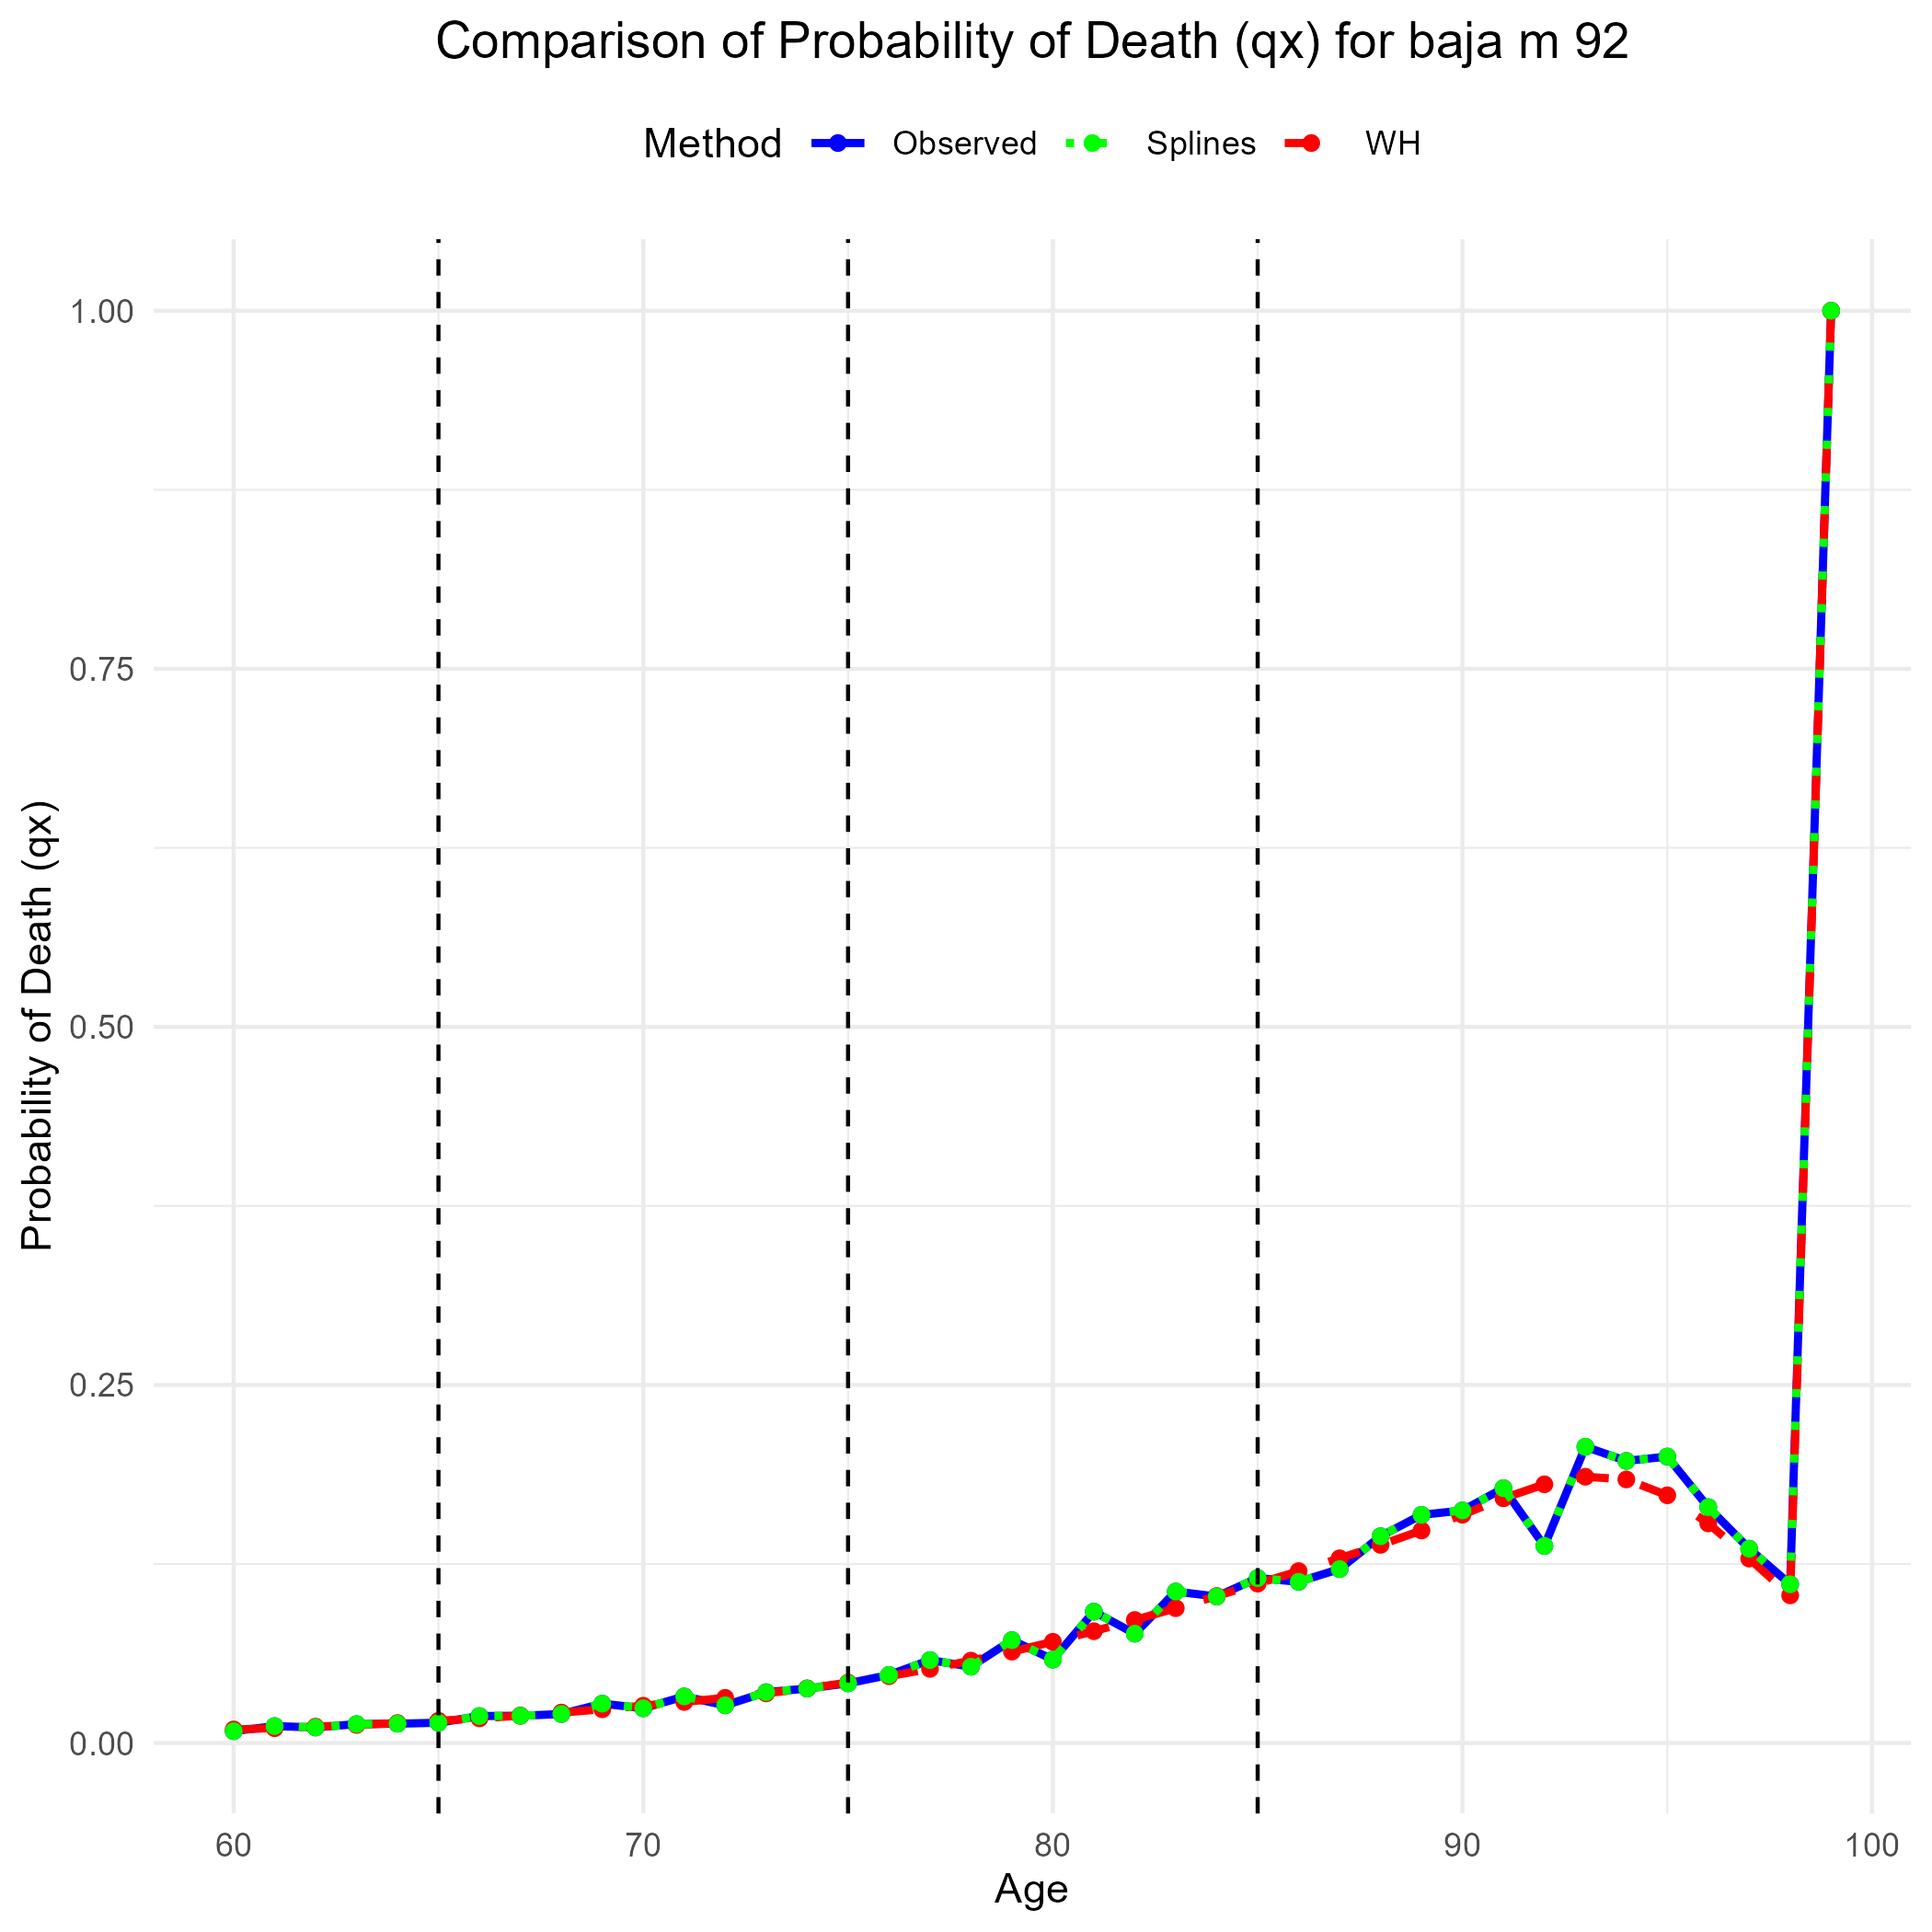 Comparison of Probability of Death (qx) for baja m 92
Method Observed Splines WH
1.00
0.75
0.50
0.25
0.00
Probability of Death (qx)
60 70 80 90 100
Age